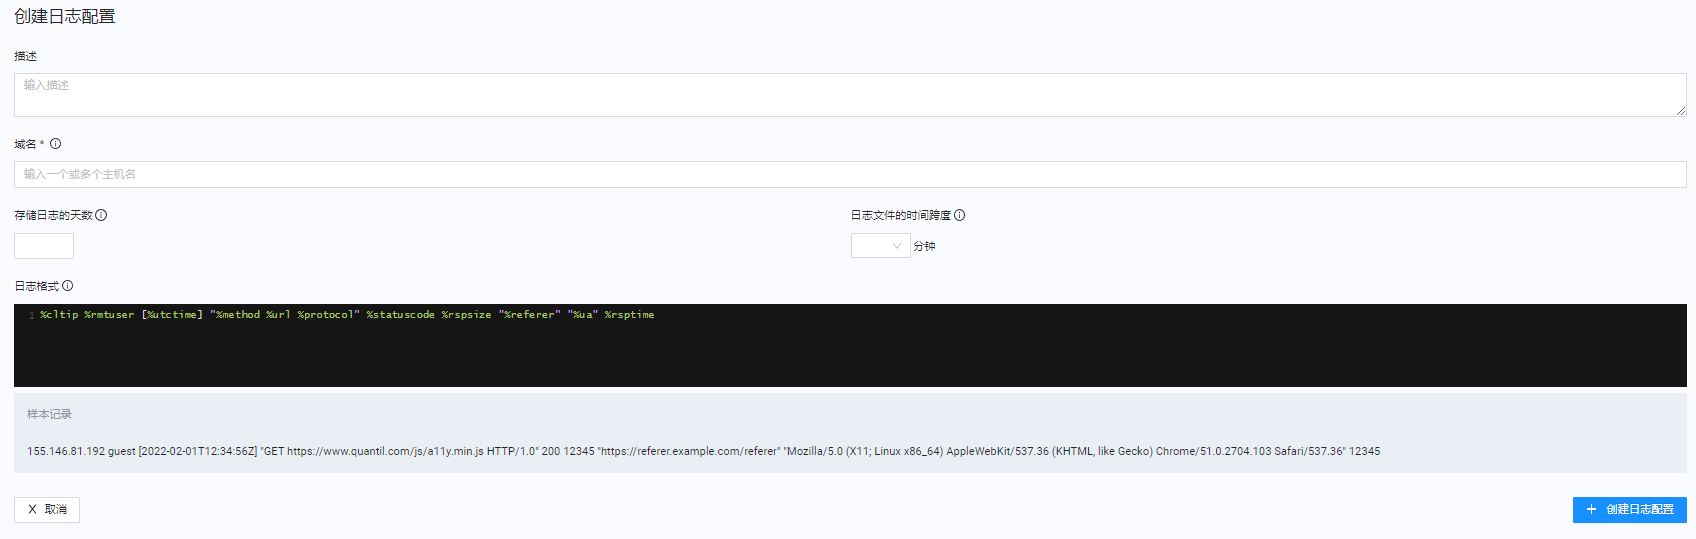 创建日志配置
描述
输入描述
域名 *
输入一个或多个主机名
存储日志的天数
日志文件的时间跨度
分钟
日志格式
1 %cltip %rmtuser [%utctime] "%method %url %protocol" %statuscode %rspsize "%referer" "%ua" %rsptime
样本记录
155.146.81.192 guest [2022-02-01T12:34:56Z] "GET https://www.quantil.com/js/a11y.min.js HTTP/1.0" 200 12345 "https://referer.example.com/referer" "Mozilla/5.0 (X11; Linux x86_64) AppleWebKit/537.36 (KHTML, like Gecko) Chrome/51.0.2704.103 Safari/537.36" 12345
取消
创建日志配置